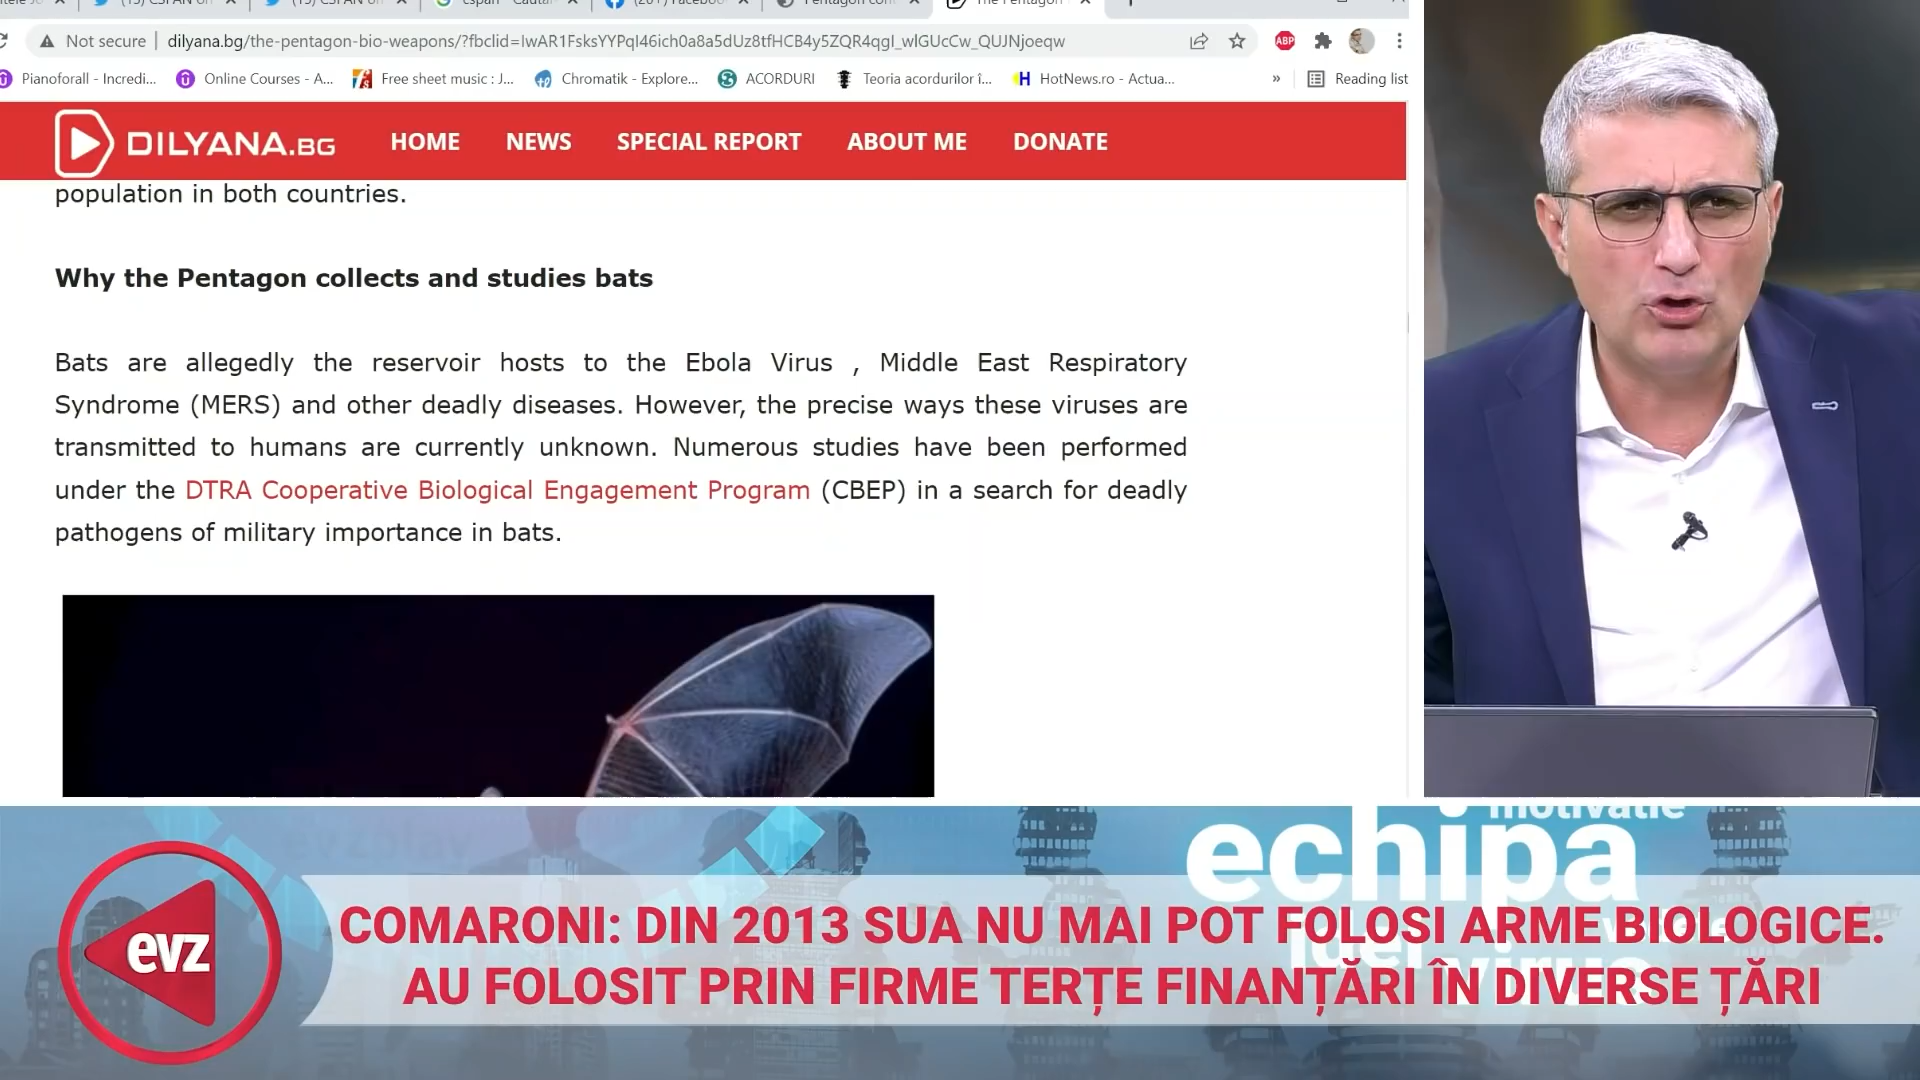 Not secure | dilyana.bg/the-pentagon-bio-weapons/?fbclid=IwAR1FsksYYPqI46ich0a8a5dUz8tfHCB4y5ZQR4qgI_wlGUcCw_QUJNjoeqw
ABP
Pianoforall - Incredi... Online Courses - A... Free sheet music : J... Chromatik - Explore... ACORDURI Teoria acordurilor î... HotNews.ro - Actua... » Reading list
DILYANA.BG HOME NEWS SPECIAL REPORT ABOUT ME DONATE
population in both countries.
Why the Pentagon collects and studies bats
Bats are allegedly the reservoir hosts to the Ebola Virus , Middle East Respiratory
Syndrome (MERS) and other deadly diseases. However, the precise ways these viruses are
transmitted to humans are currently unknown. Numerous studies have been performed
under the DTRA Cooperative Biological Engagement Program (CBEP) in a search for deadly
pathogens of military importance in bats.
motivatie
echipa
evz
COMARONI: DIN 2013 SUA NU MAI POT FOLOSI ARME BIOLOGICE.
AU FOLOSIT PRIN FIRME TERȚE FINANȚĂRI ÎN DIVERSE ȚĂRI